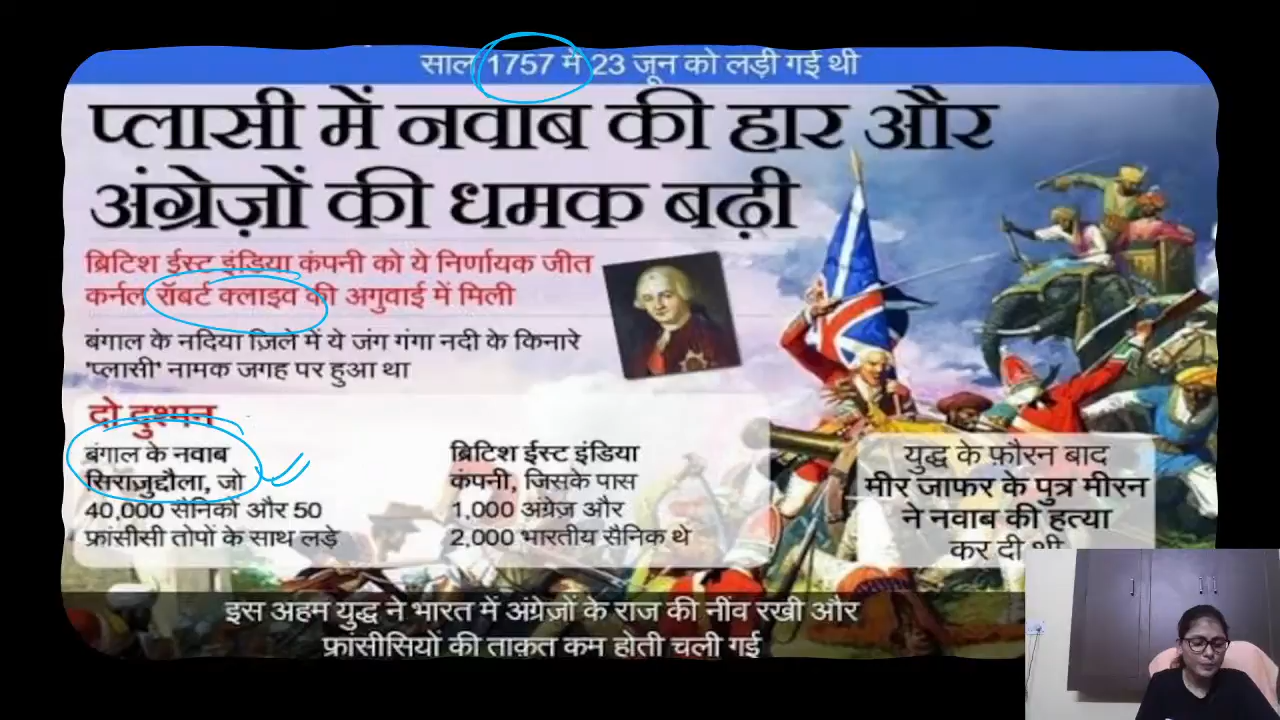 साल 1757 में 23 जून को लड़ी गई थी
प्लासी में नवाब की हार और
अंग्रेज़ों की धमक बढ़ी
ब्रिटिश ईस्ट इंडिया कंपनी को ये निर्णायक जीत
कर्नल रॉबर्ट क्लाइव की अगुवाई में मिली
बंगाल के नदिया ज़िले में ये जंग गंगा नदी के किनारे
'प्लासी' नामक जगह पर हुआ था
दो दुश्मन
बंगाल के नवाब
सिराजुद्दौला, जो
40,000 सैनिकों और 50
फ्रांसीसी तोपों के साथ लड़े
ब्रिटिश ईस्ट इंडिया
कंपनी, जिसके पास
1,000 अंग्रेज़ और
2,000 भारतीय सैनिक थे
युद्ध के फ़ौरन बाद
मीर जाफर के पुत्र मीरन
ने नवाब की हत्या
कर दी थी
इस अहम युद्ध ने भारत में अंग्रेज़ों के राज की नींव रखी और
फ्रांसीसियों की ताक़त कम होती चली गई